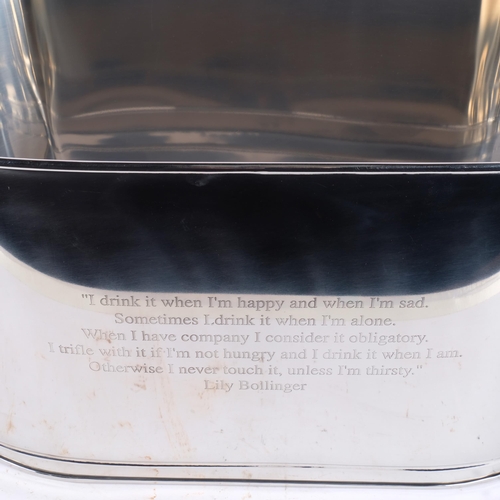 "I drink it when I'm happy and when I'm sad.
Sometimes I drink it when I'm alone.
When I have company I consider it obligatory.
I trifle with it if I'm not hungry and I drink it when I am.
Otherwise I never touch it, unless I'm thirsty."
Lily Bollinger